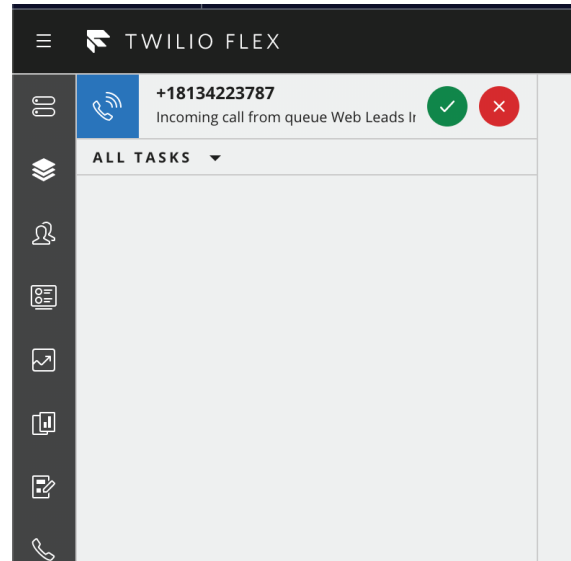 TWILIO FLEX
+18134223787
Incoming call from queue Web Leads
ALL TASKS